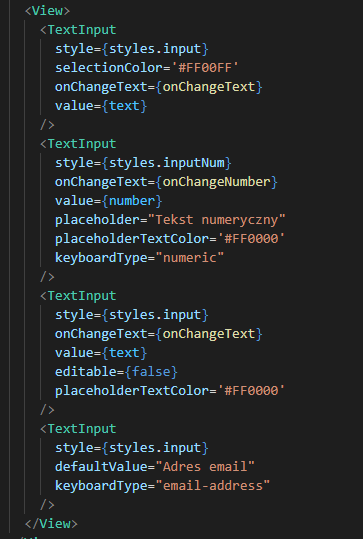 <View>
<TextInput
style={styles.input}
selectionColor='#FF00FF'
onChangeText={onChangeText}
value={text}
/>
<TextInput
style={styles.inputNum}
onChangeText={onChangeNumber}
value={number}
placeholder="Tekst numeryczny"
placeholderTextColor='#FF0000'
keyboardType="numeric"
/>
<TextInput
style={styles.input}
onChangeText={onChangeText}
value={text}
editable={false}
placeholderTextColor='#FF0000'
/>
<TextInput
style={styles.input}
defaultValue="Adres email"
keyboardType="email-address"
/>
</View>